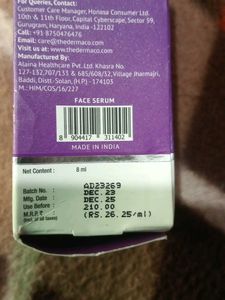 Customer Care Manager, Honasa Consumer Ltd.
10th & 11th Floor, Capital Cyberscape, Sector 59,
Gurugram, Haryana, India -122102
Call: +91 8750476476
Email: care@thedermaco.com
Visit us at: www.thedermaco.com
Manufactured By:
Alaina Healthcare Pvt. Ltd. Khasra No.
127-132,707/133 & 685/608/32,Village Jharmajri,
Baddi, Distt.-Solan, (H.P.) - 174103
M.: HIM/COS/16/227
FACE SERUM
8 904417 311402
MADE IN INDIA
Net Content : 8 ml
Batch No. : AD23269
Mfg. Date : DEC.23
Use Before : DEC.25
M.R.P. ₹ : 210.00
(Incl. of all taxes) (RS.26.25/ml)